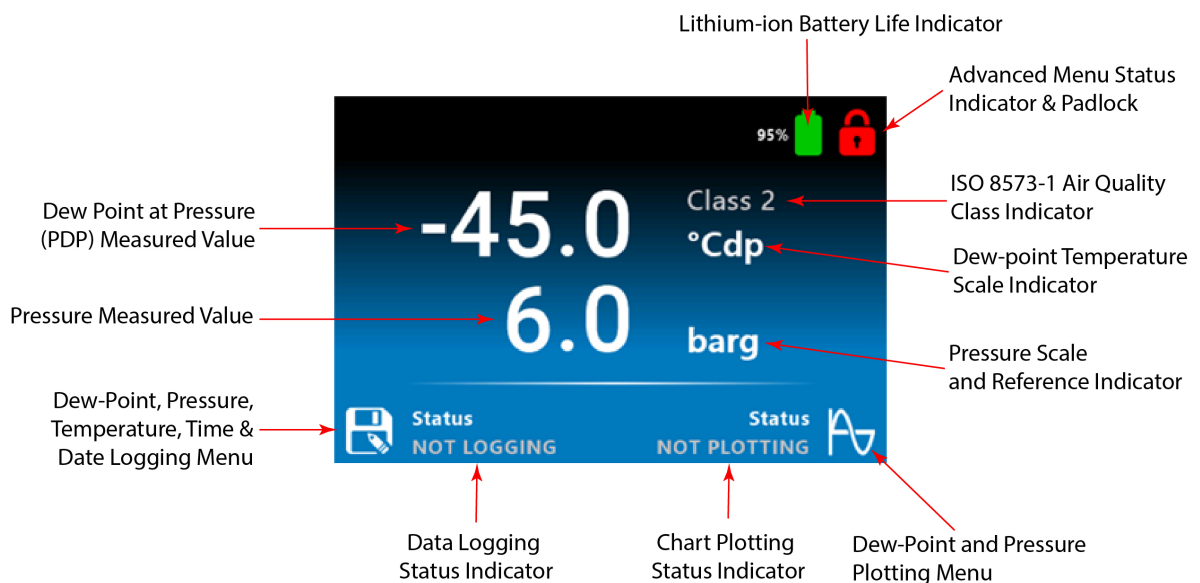 Lithium-ion Battery Life Indicator
Advanced Menu Status
Indicator & Padlock
95%
ISO 8573-1 Air Quality
Class Indicator
Class 2
Dew Point at Pressure
(PDP) Measured Value
-45.0
°Cdp
Dew-point Temperature
Scale Indicator
Pressure Measured Value
6.0
barg
Pressure Scale
and Reference Indicator
Dew-Point, Pressure,
Temperature, Time &
Date Logging Menu
Status
NOT LOGGING
Status
NOT PLOTTING
Data Logging
Status Indicator
Chart Plotting
Status Indicator
Dew-Point and Pressure
Plotting Menu